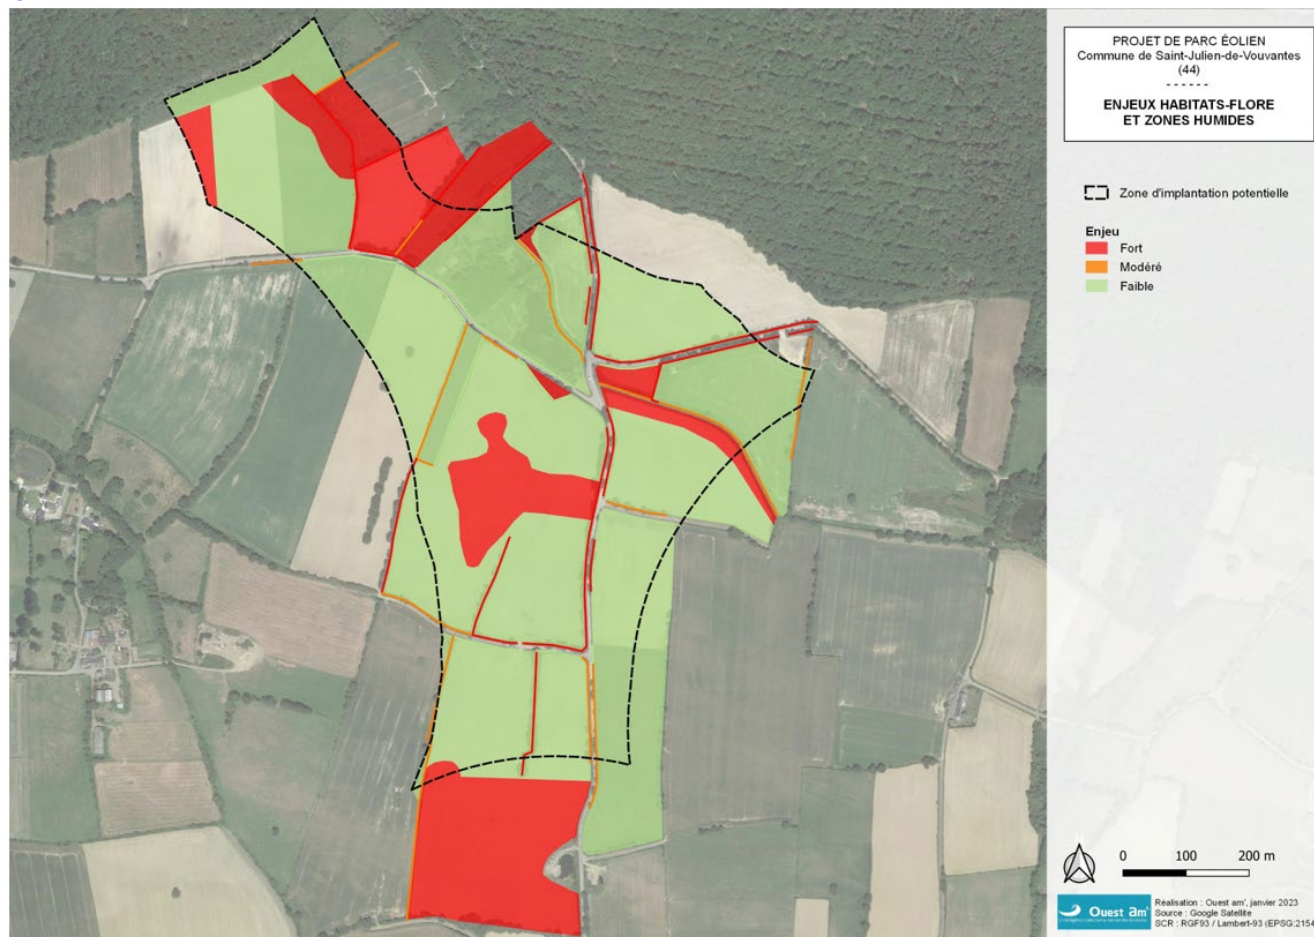 PROJET DE PARC ÉOLIEN
Commune de Saint-Julien-de-Vouvantes
(44)
------
ENJEUX HABITATS-FLORE
ET ZONES HUMIDES
Zone d'implantation potentielle
Enjeu
Fort
Modéré
Faible
0 100 200 m
Ouest am'
Réalisation : Ouest am', janvier 2023
Source : Google Satellite
SCR : RGF93 / Lambert-93 (EPSG:2154